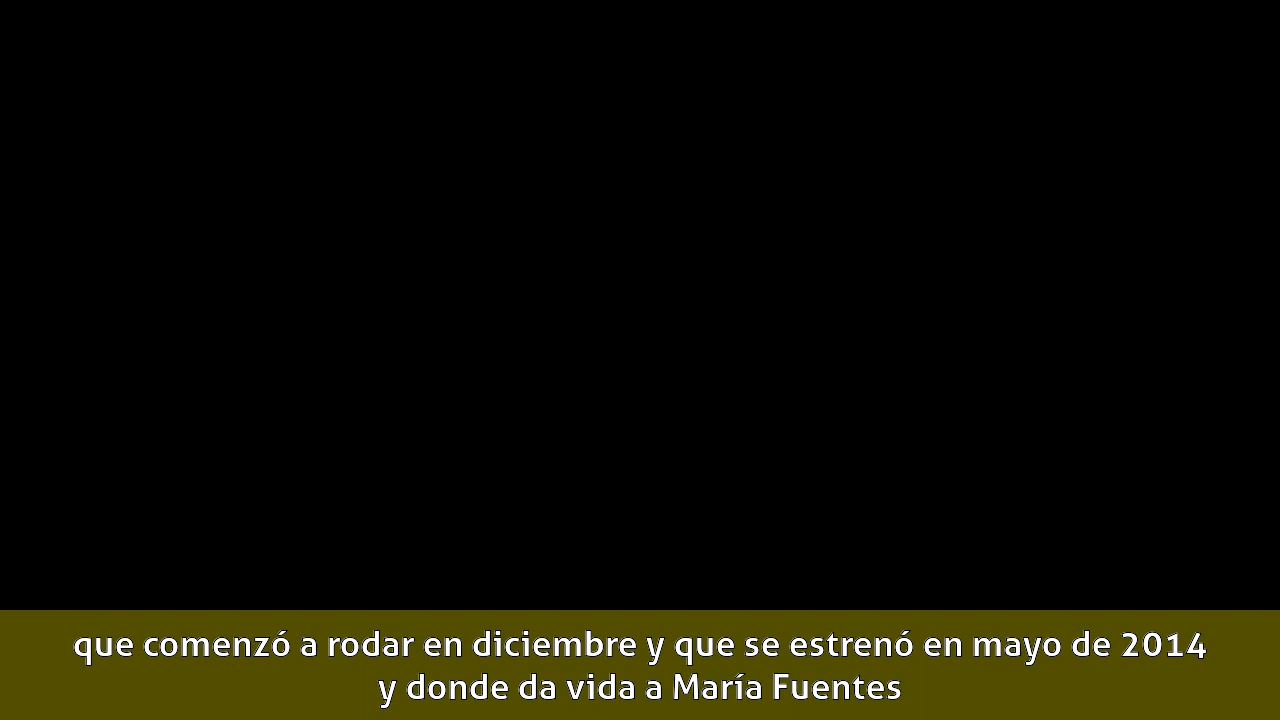 que comenzó a rodar en diciembre y que se estrenó en mayo de 2014
y donde da vida a María Fuentes